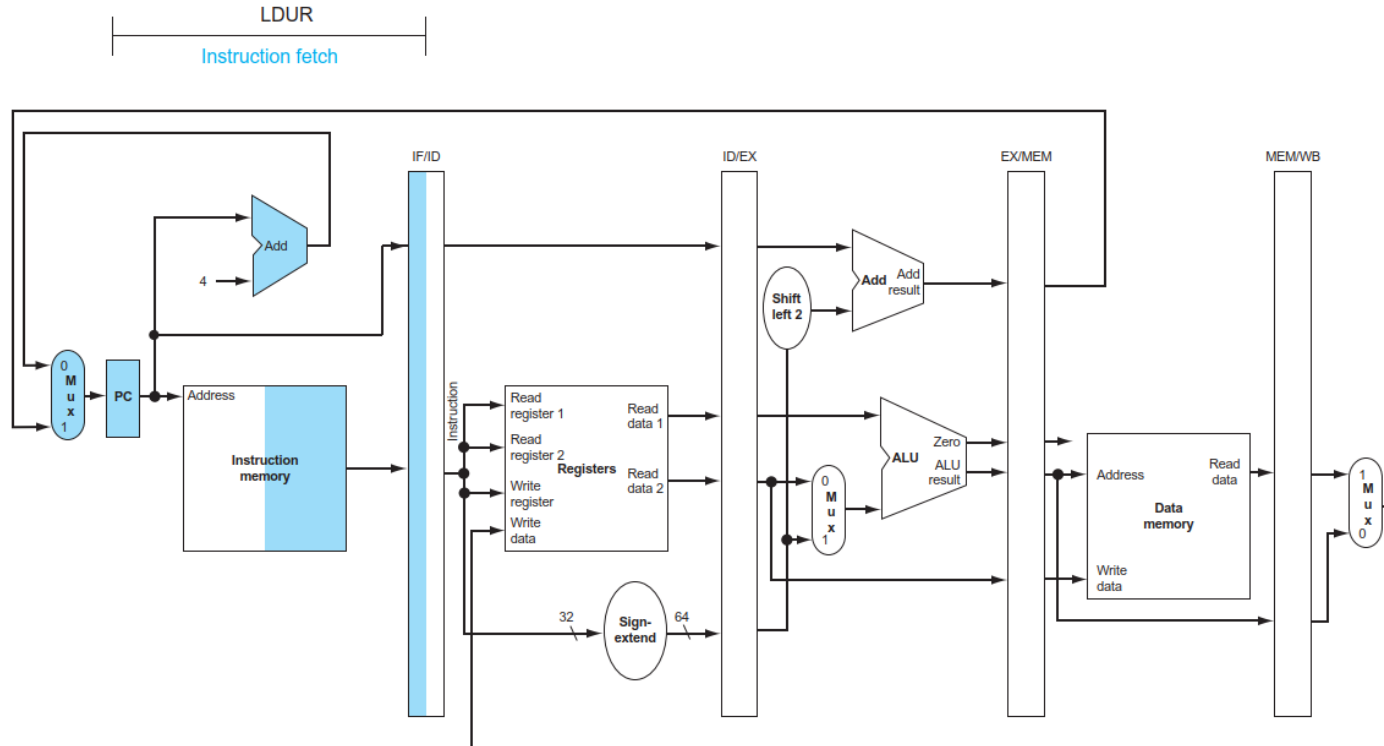 LDUR
Instruction fetch
IF/ID
ID/EX
EX/MEM
MEM/WB
Add
4
Shift
left 2
Add
Add
result
0
M
u
x
1
PC
Address
Instruction
memory
Instruction
Read
register 1
Read
register 2
Write
register
Write
data
Registers
Read
data 1
Read
data 2
0
M
u
x
1
Zero
ALU
ALU
result
Address
Write
data
Data
memory
Read
data
1
M
u
x
0
32
Sign-
extend
64